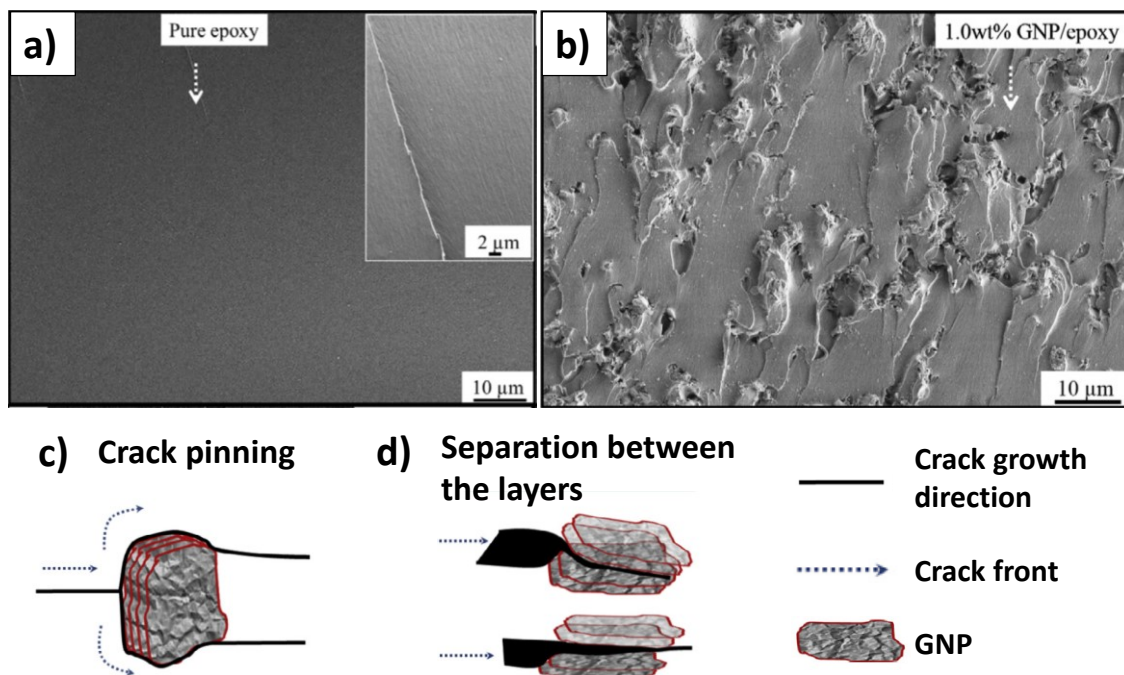 a)
Pure epoxy
2 µm
10 µm
b)
1.0wt% GNP/epoxy
10 µm
c) Crack pinning
d) Separation between
the layers
Crack growth
direction
Crack front
GNP